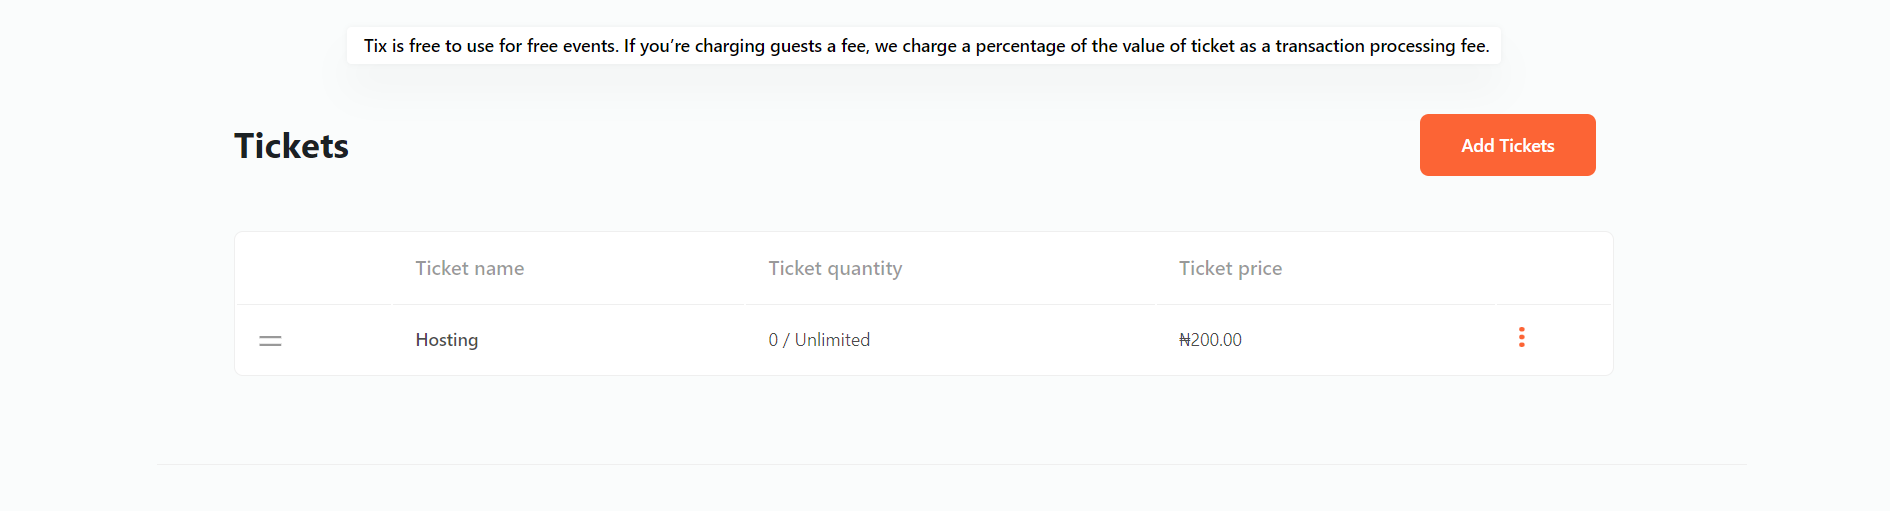 Tix is free to use for free events. If you’re charging guests a fee, we charge a percentage of the value of ticket as a transaction processing fee.
Tickets
Add Tickets
Ticket name Ticket quantity Ticket price
Hosting 0 / Unlimited ₦200.00